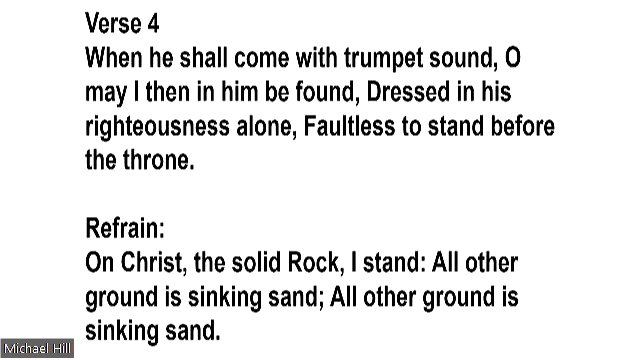 Verse 4
When he shall come with trumpet sound, O
may I then in him be found, Dressed in his
righteousness alone, Faultless to stand before
the throne.
Refrain:
On Christ, the solid Rock, I stand: All other
ground is sinking sand; All other ground is
sinking sand.
Michael Hill